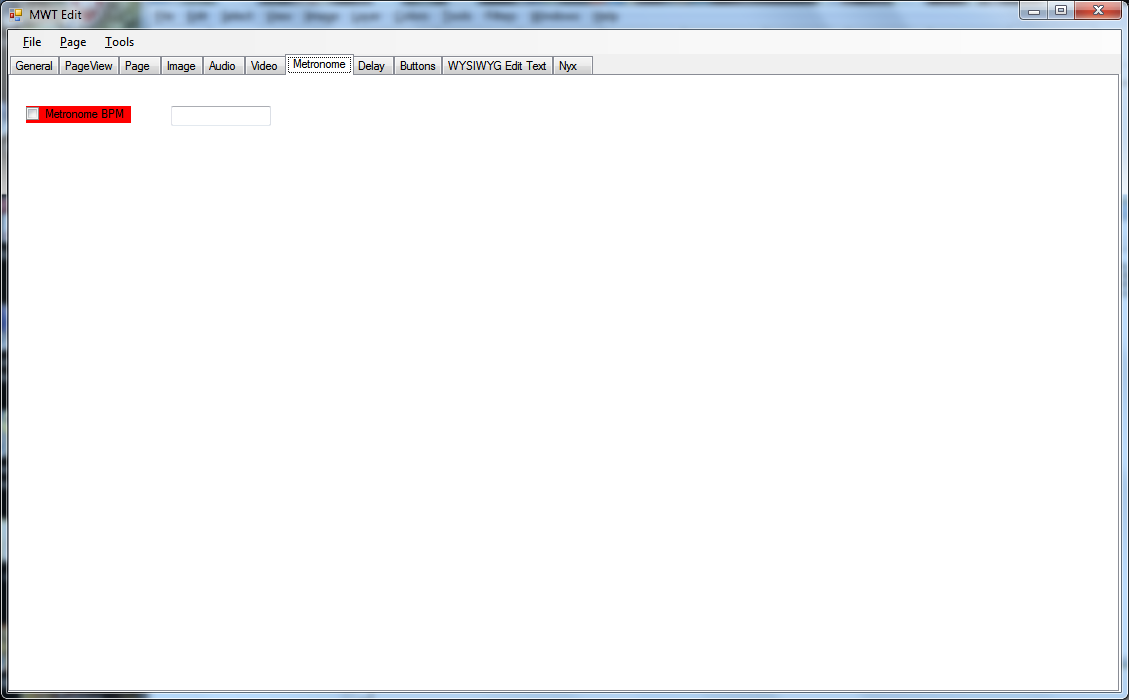 MWT Edit
File Page Tools
General PageView Page Image Audio Video Metronome Delay Buttons WYSIWYG Edit Text Nyx
Metronome BPM